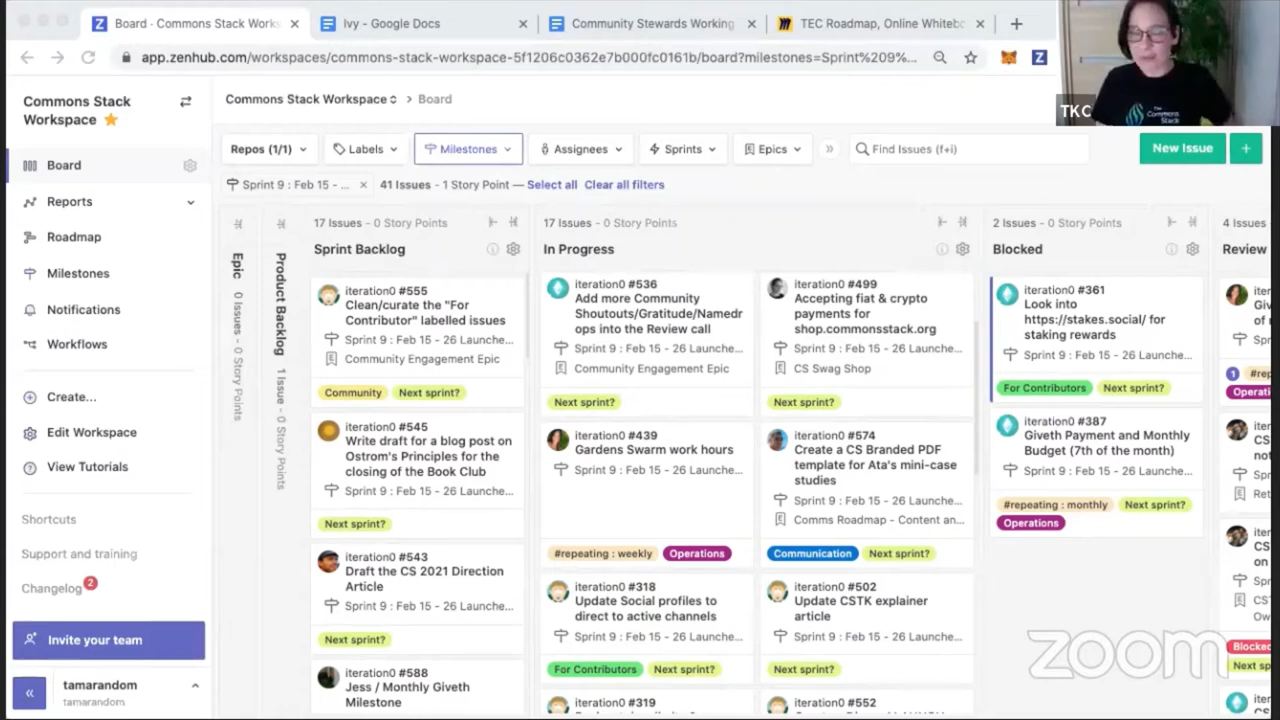 Board - Commons Stack Works
Ivy - Google Docs
Community Stewards Working
TEC Roadmap, Online Whitebo
app.zenhub.com/workspaces/commons-stack-workspace-5f1206c0362e7b000fc0161b/board?milestones=Sprint%209%...
TKC
The Commons Stack
Commons Stack
Workspace
Commons Stack Workspace > Board
Repos (1/1)
Labels
Milestones
Assignees
Sprints
Epics
Find Issues (f+i)
New Issue
Sprint 9 : Feb 15 - ...
41 Issues - 1 Story Point — Select all Clear all filters
Board
Reports
Roadmap
Milestones
Notifications
Workflows
Create...
Edit Workspace
View Tutorials
Shortcuts
Support and training
Changelog 2
Invite your team
tamarandom
tamarandom
Epic 0 Issues - 0 Story Points
Product Backlog 1 Issue - 0 Story Points
17 Issues - 0 Story Points
Sprint Backlog
iteration0 #555
Clean/curate the "For
Contributor" labelled issues
Sprint 9 : Feb 15 - 26 Launche...
Community Engagement Epic
Community Next sprint?
iteration0 #545
Write draft for a blog post on
Ostrom's Principles for the
closing of the Book Club
Sprint 9 : Feb 15 - 26 Launche...
Next sprint?
iteration0 #543
Draft the CS 2021 Direction
Article
Sprint 9 : Feb 15 - 26 Launche...
Next sprint?
iteration0 #588
Jess / Monthly Giveth
Milestone
17 Issues - 0 Story Points
In Progress
iteration0 #536
Add more Community
Shoutouts/Gratitude/Namedr
ops into the Review call
Sprint 9 : Feb 15 - 26 Launche...
Community Engagement Epic
Next sprint?
iteration0 #439
Gardens Swarm work hours
Sprint 9 : Feb 15 - 26 Launche...
#repeating : weekly Operations
iteration0 #318
Update Social profiles to
direct to active channels
Sprint 9 : Feb 15 - 26 Launche...
For Contributors Next sprint?
iteration0 #319
iteration0 #499
Accepting fiat & crypto
payments for
shop.commonsstack.org
Sprint 9 : Feb 15 - 26 Launche...
CS Swag Shop
Next sprint?
iteration0 #574
Create a CS Branded PDF
template for Ata's mini-case
studies
Sprint 9 : Feb 15 - 26 Launche...
Comms Roadmap - Content an...
Communication Next sprint?
iteration0 #502
Update CSTK explainer
article
Sprint 9 : Feb 15 - 26 Launche...
Next sprint?
iteration0 #552
2 Issues - 0 Story Points
Blocked
iteration0 #361
Look into
https://stakes.social/ for
staking rewards
Sprint 9 : Feb 15 - 26 Launche...
For Contributors Next sprint?
iteration0 #387
Giveth Payment and Monthly
Budget (7th of the month)
Sprint 9 : Feb 15 - 26 Launche...
#repeating : monthly Next sprint?
Operations
4 Issues
Review
zoom